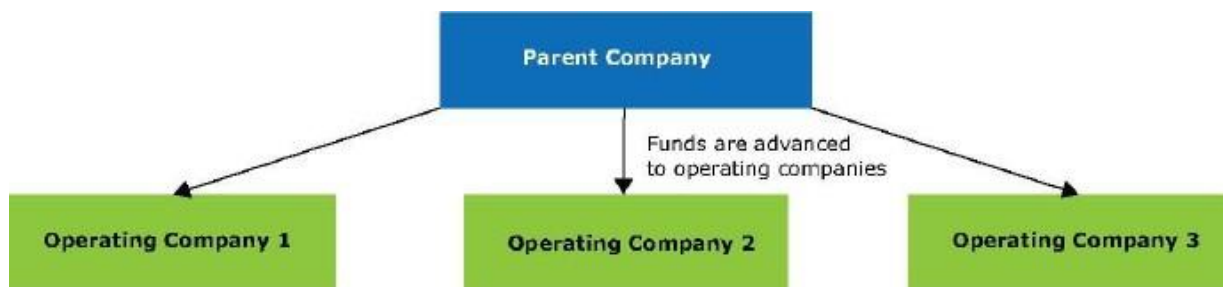 Parent Company
Funds are advanced
to operating companies
Operating Company 1
Operating Company 2
Operating Company 3